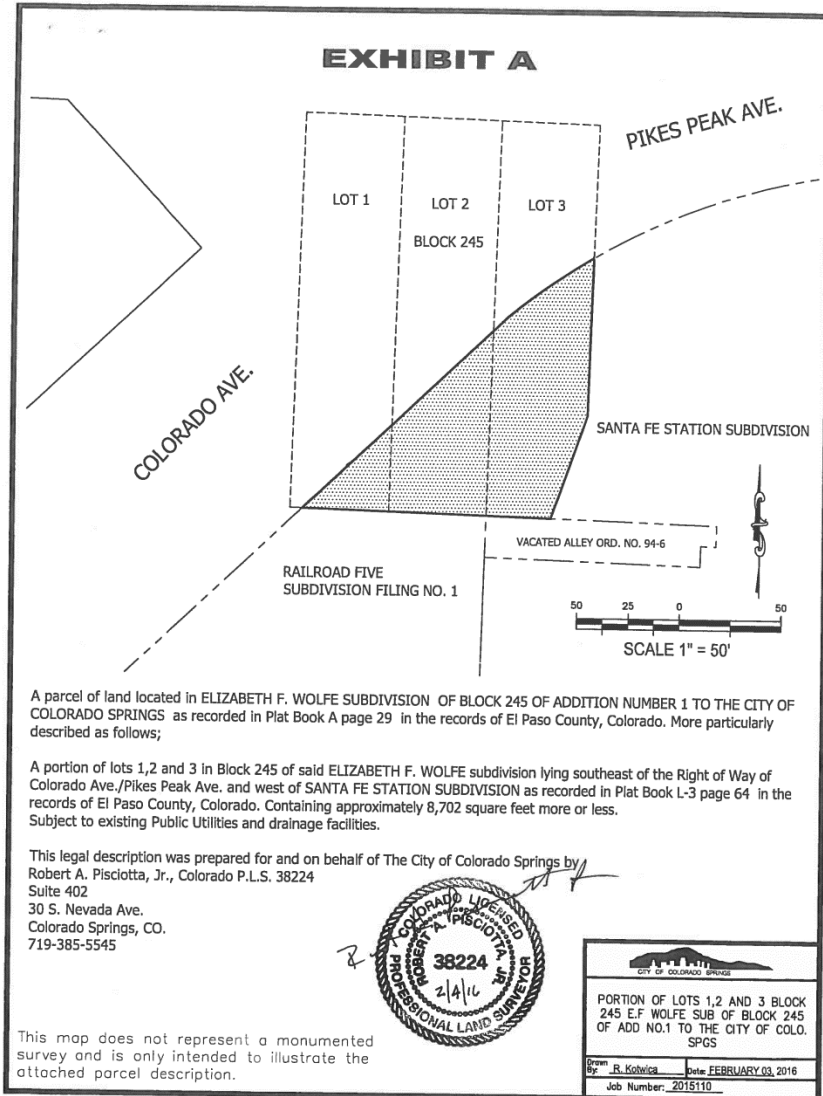 EXHIBIT A
PIKES PEAK AVE.
LOT 1
LOT 2
LOT 3
BLOCK 245
COLORADO AVE.
SANTA FE STATION SUBDIVISION
VACATED ALLEY ORD. NO. 94-6
RAILROAD FIVE
SUBDIVISION FILING NO. 1
50 25 0 50
SCALE 1" = 50'
A parcel of land located in ELIZABETH F. WOLFE SUBDIVISION OF BLOCK 245 OF ADDITION NUMBER 1 TO THE CITY OF
COLORADO SPRINGS as recorded in Plat Book A page 29 in the records of El Paso County, Colorado. More particularly
described as follows;
A portion of lots 1,2 and 3 in Block 245 of said ELIZABETH F. WOLFE subdivision lying southeast of the Right of Way of
Colorado Ave./Pikes Peak Ave. and west of SANTA FE STATION SUBDIVISION as recorded in Plat Book L-3 page 64 in the
records of El Paso County, Colorado. Containing approximately 8,702 square feet more or less.
Subject to existing Public Utilities and drainage facilities.
This legal description was prepared for and on behalf of The City of Colorado Springs by
Robert A. Pisciotta, Jr., Colorado P.L.S. 38224
Suite 402
30 S. Nevada Ave.
Colorado Springs, CO.
719-385-5545
COLORADO LICENSED
ROBERT A. PISCIOTTA, JR.
38224
2/4/16
PROFESSIONAL LAND SURVEYOR
This map does not represent a monumented
survey and is only intended to illustrate the
attached parcel description.
CITY OF COLORADO SPRINGS
PORTION OF LOTS 1,2 AND 3 BLOCK
245 E.F WOLFE SUB OF BLOCK 245
OF ADD NO.1 TO THE CITY OF COLO.
SPGS
Drawn By: R. Kotwica Date: FEBRUARY 03, 2016
Job Number: 2015110